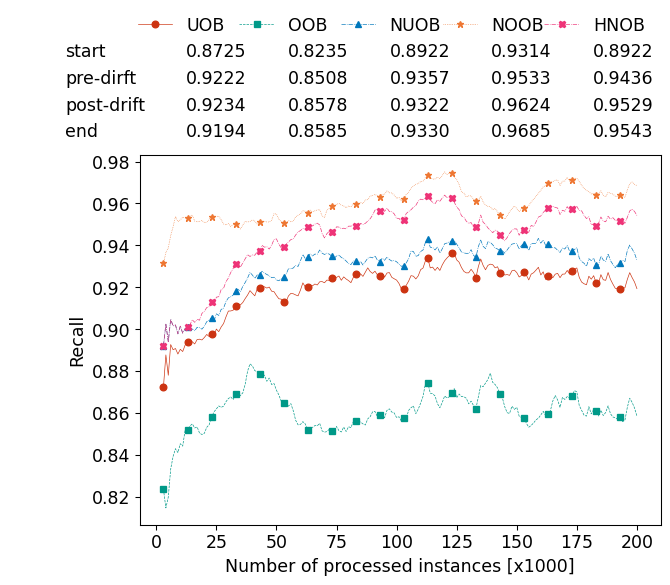 UOB OOB NUOB NOOB HNOB
start 0.8725 0.8235 0.8922 0.9314 0.8922
pre-dirft 0.9222 0.8508 0.9357 0.9533 0.9436
post-drift 0.9234 0.8578 0.9322 0.9624 0.9529
end 0.9194 0.8585 0.9330 0.9685 0.9543
0.98
0.96
0.94
0.92
0.90
0.88
0.86
0.84
0.82
Recall
0 25 50 75 100 125 150 175 200
Number of processed instances [x1000]